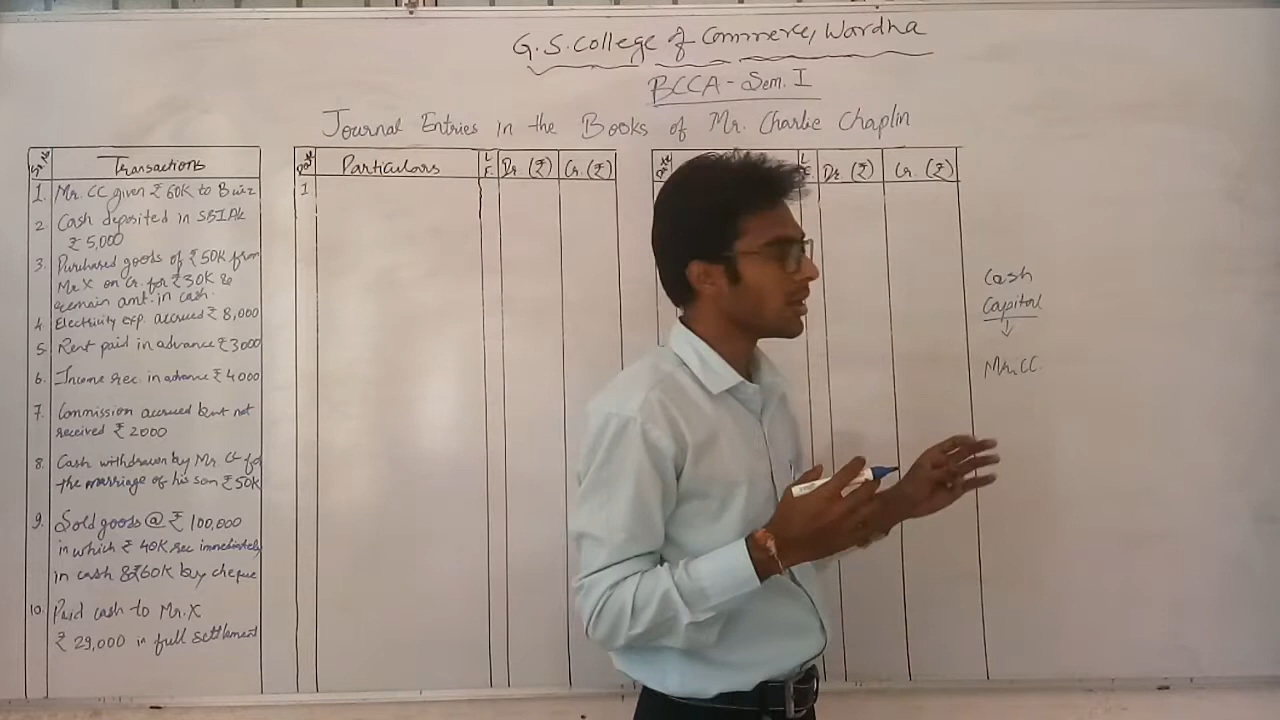 G.S. College of Commerce, Wardha
BCCA - Sem. I
Journal Entries in the Books of Mr. Charlie Chaplin
Sr. No. Transactions
1. Mr. CC given ₹ 60K to Buiz
2. Cash deposited in SBI A/c
₹ 5,000
3. Purchased goods of ₹ 50K from
Mr. X on Cr. for ₹ 30K &
remain amt. in cash.
4. Electricity exp. accrued ₹ 8,000
5. Rent paid in advance ₹ 3000
6. Income rec. in advance ₹ 4000
7. Commission accrued but not
received ₹ 2000
8. Cash withdrawn by Mr. CC for
the marriage of his son ₹ 50K
9. Sold goods @ ₹ 100,000
in which ₹ 40K rec immediately
in cash & ₹60K by cheque
10. Paid cash to Mr. X
₹ 29,000 in full settlement
Date Particulars L.F. Dr. (₹) Cr. (₹)
1
Date L.F. Dr. (₹) Cr. (₹)
Cash
Capital
↓
Mr. CC.